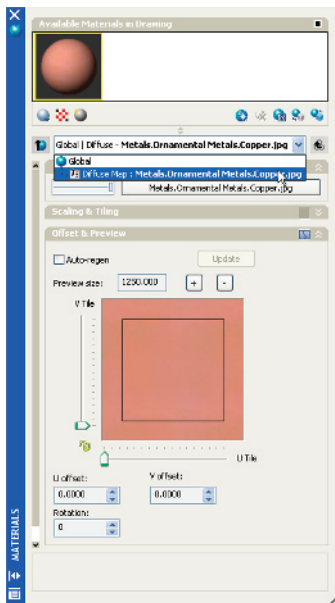 Available Materials in Drawing
Global | Diffuse - Metals.Ornamental Metals.Copper.jpg
Global
Diffuse Map : Metals.Ornamental Metals.Copper.jpg
Metals.Ornamental Metals.Copper.jpg
Scaling & Tiling
Offset & Preview
Auto-regen
Update
Preview size:
1250.000
+
-
V Tile
U Tile
U offset:
V offset:
0.0000
0.0000
Rotation:
0
MATERIALS